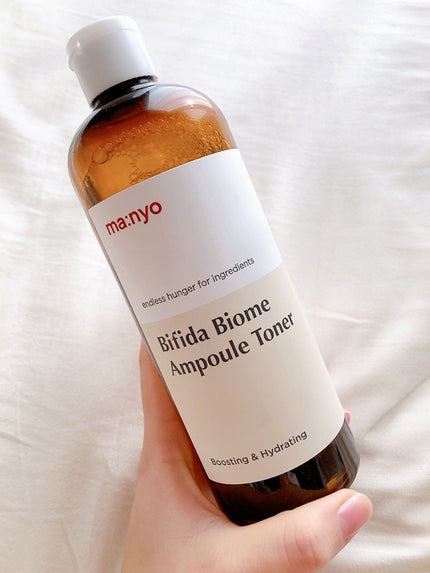 ma:nyo
endless hunger for ingredients
Bifida Biome
Ampoule Toner
Boosting & Hydrating